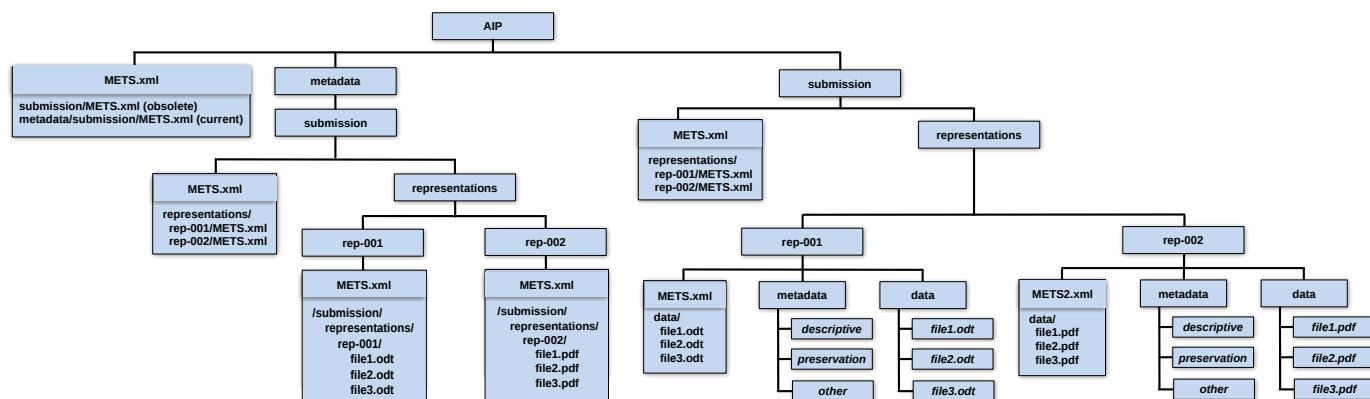 AIP
METS.xml
submission/METS.xml (obsolete)
metadata/submission/METS.xml (current)
metadata
submission
METS.xml
representations/
rep-001/METS.xml
rep-002/METS.xml
representations
rep-001
METS.xml
/submission/
representations/
rep-001/
file1.odt
file2.odt
file3.odt
rep-002
METS.xml
/submission/
representations/
rep-002/
file1.pdf
file2.pdf
file3.pdf
submission
METS.xml
representations/
rep-001/METS.xml
rep-002/METS.xml
representations
rep-001
METS.xml
data/
file1.odt
file2.odt
file3.odt
metadata
descriptive
preservation
other
data
file1.odt
file2.odt
file3.odt
rep-002
METS2.xml
data/
file1.pdf
file2.pdf
file3.pdf
metadata
descriptive
preservation
other
data
file1.pdf
file2.pdf
file3.pdf